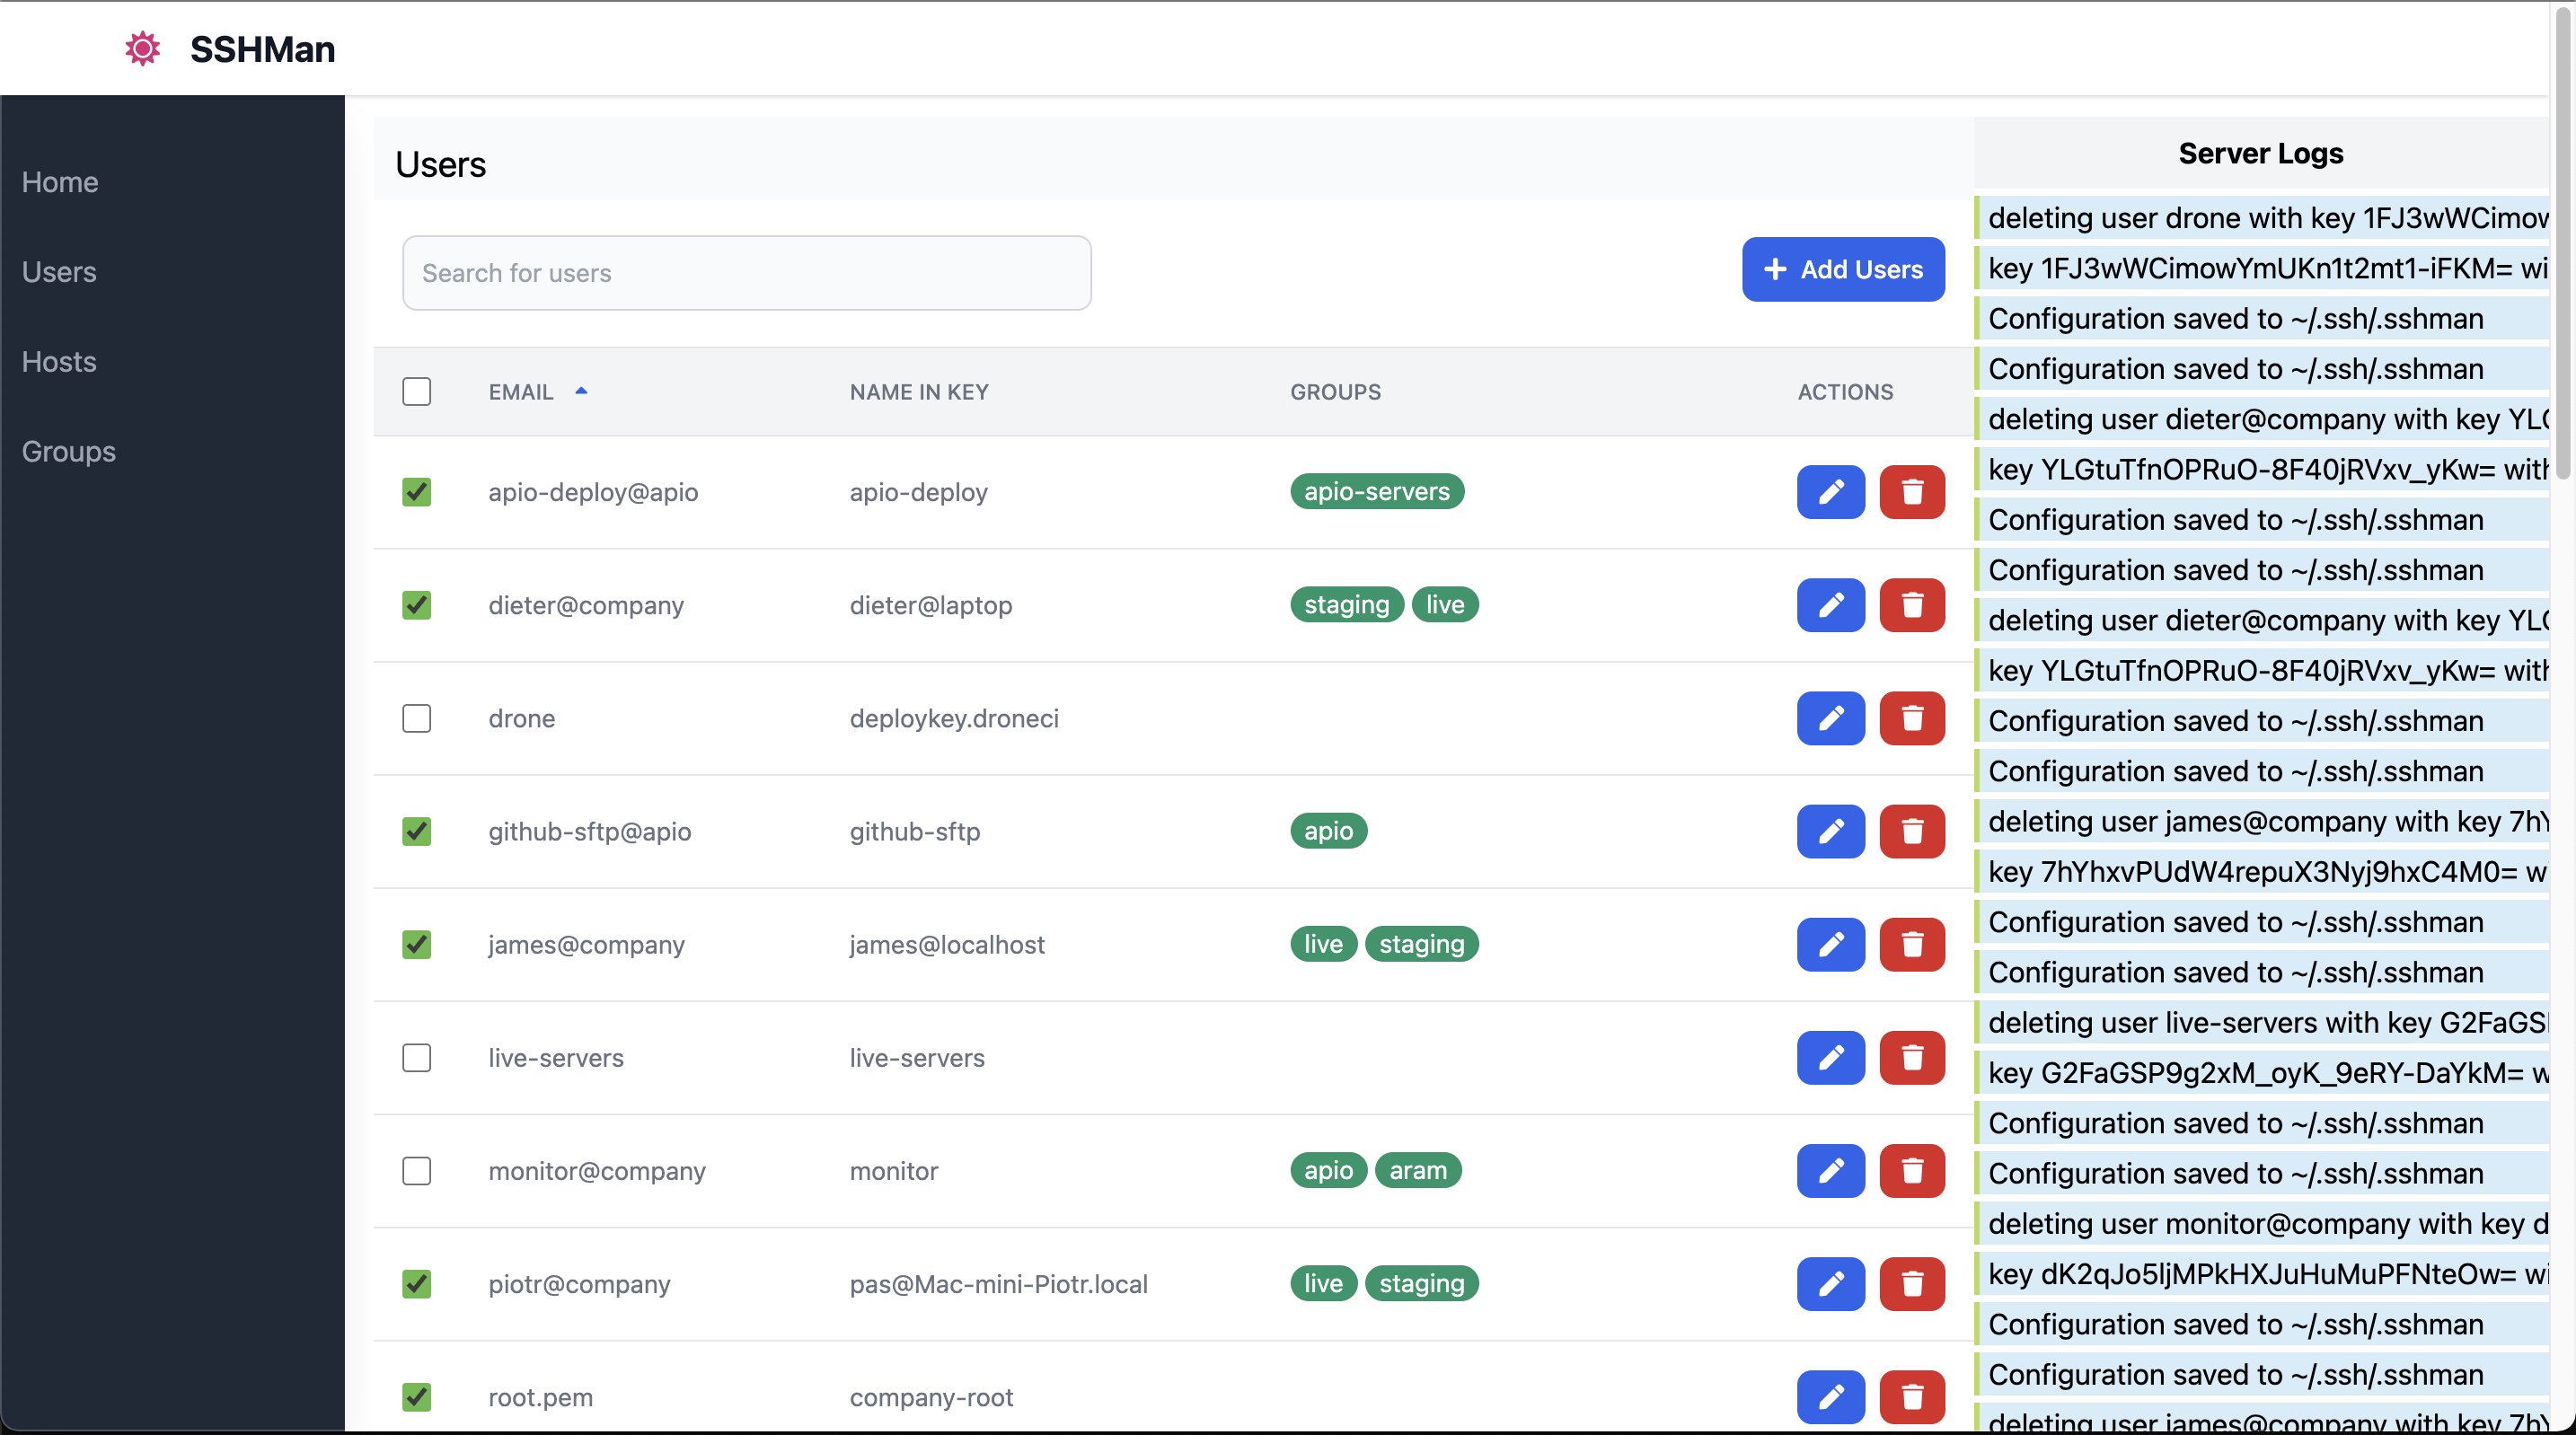 SSHMan
Home
Users
Hosts
Groups
Users
Search for users
Add Users
EMAIL NAME IN KEY GROUPS ACTIONS
apio-deploy@apio apio-deploy apio-servers
dieter@company dieter@laptop staging live
drone deploykey.droneci
github-sftp@apio github-sftp apio
james@company james@localhost live staging
live-servers live-servers
monitor@company monitor apio aram
piotr@company pas@Mac-mini-Piotr.local live staging
root.pem company-root
Server Logs
deleting user drone with key 1FJ3wWCimow
key 1FJ3wWCimowYmUKn1t2mt1-iFKM= wi
Configuration saved to ~/.ssh/.sshman
Configuration saved to ~/.ssh/.sshman
deleting user dieter@company with key YLG
key YLGtuTfnOPRuO-8F40jRVxv_yKw= with
Configuration saved to ~/.ssh/.sshman
Configuration saved to ~/.ssh/.sshman
deleting user dieter@company with key YLG
key YLGtuTfnOPRuO-8F40jRVxv_yKw= with
Configuration saved to ~/.ssh/.sshman
Configuration saved to ~/.ssh/.sshman
deleting user james@company with key 7hY
key 7hYhxvPUdW4repuX3Nyj9hxC4M0= w
Configuration saved to ~/.ssh/.sshman
Configuration saved to ~/.ssh/.sshman
deleting user live-servers with key G2FaGS
key G2FaGSP9g2xM_oyK_9eRY-DaYkM= w
Configuration saved to ~/.ssh/.sshman
Configuration saved to ~/.ssh/.sshman
deleting user monitor@company with key d
key dK2qJo5ljMPkHXJuHuMuPFNteOw= wi
Configuration saved to ~/.ssh/.sshman
Configuration saved to ~/.ssh/.sshman
deleting user james@company with key 7hY